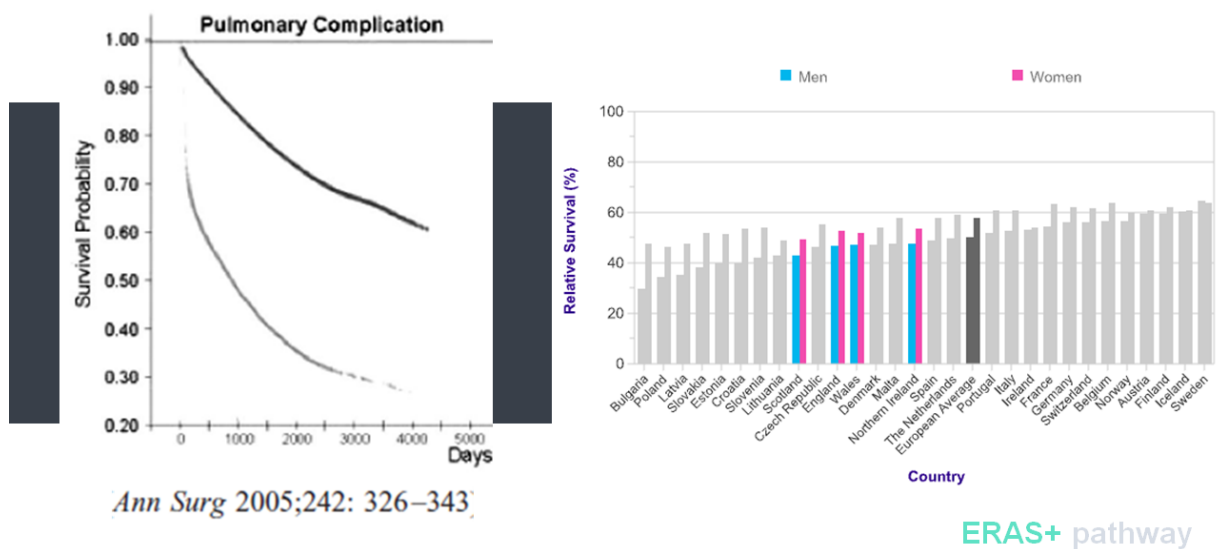 Pulmonary Complication
1.00
0.90
0.80
0.70
0.60
0.50
0.40
0.30
0.20
Survival Probability
0 1000 2000 3000 4000 5000
Days
Ann Surg 2005;242: 326–343
Men Women
100
80
60
40
20
0
Relative Survival (%)
Bulgaria
Poland
Latvia
Slovakia
Estonia
Croatia
Slovenia
Lithuania
Scotland
Czech Republic
England
Wales
Denmark
Malta
Northern Ireland
Spain
The Netherlands
European Average
Portugal
Italy
Ireland
France
Germany
Switzerland
Belgium
Norway
Austria
Finland
Iceland
Sweden
Country
ERAS+ pathway